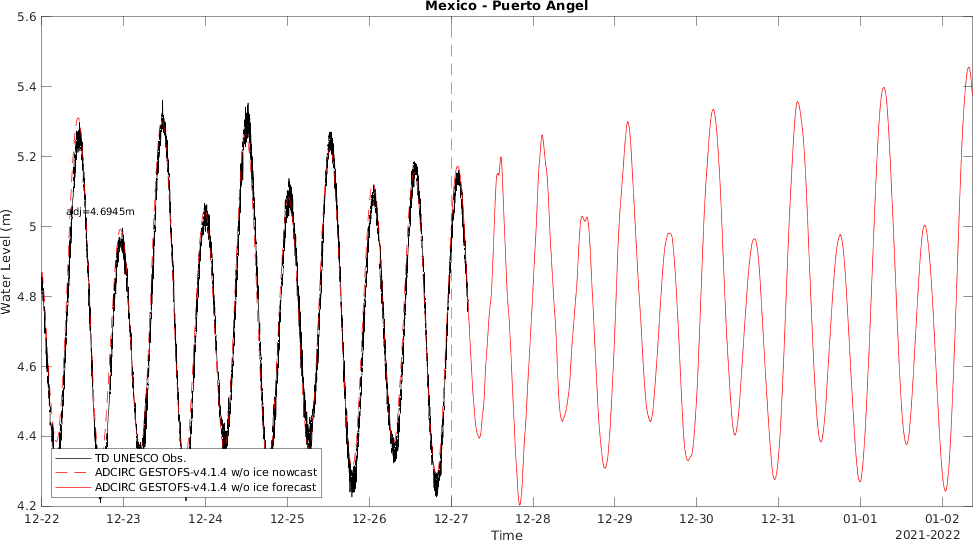 Mexico - Puerto Angel
5.6
5.4
5.2
5
4.8
4.6
4.4
4.2
Water Level (m)
adj=4.6945m
TD UNESCO Obs.
ADCIRC GESTOFS-v4.1.4 w/o ice nowcast
ADCIRC GESTOFS-v4.1.4 w/o ice forecast
12-22 12-23 12-24 12-25 12-26 12-27 12-28 12-29 12-30 12-31 01-01 01-02
Time
2021-2022